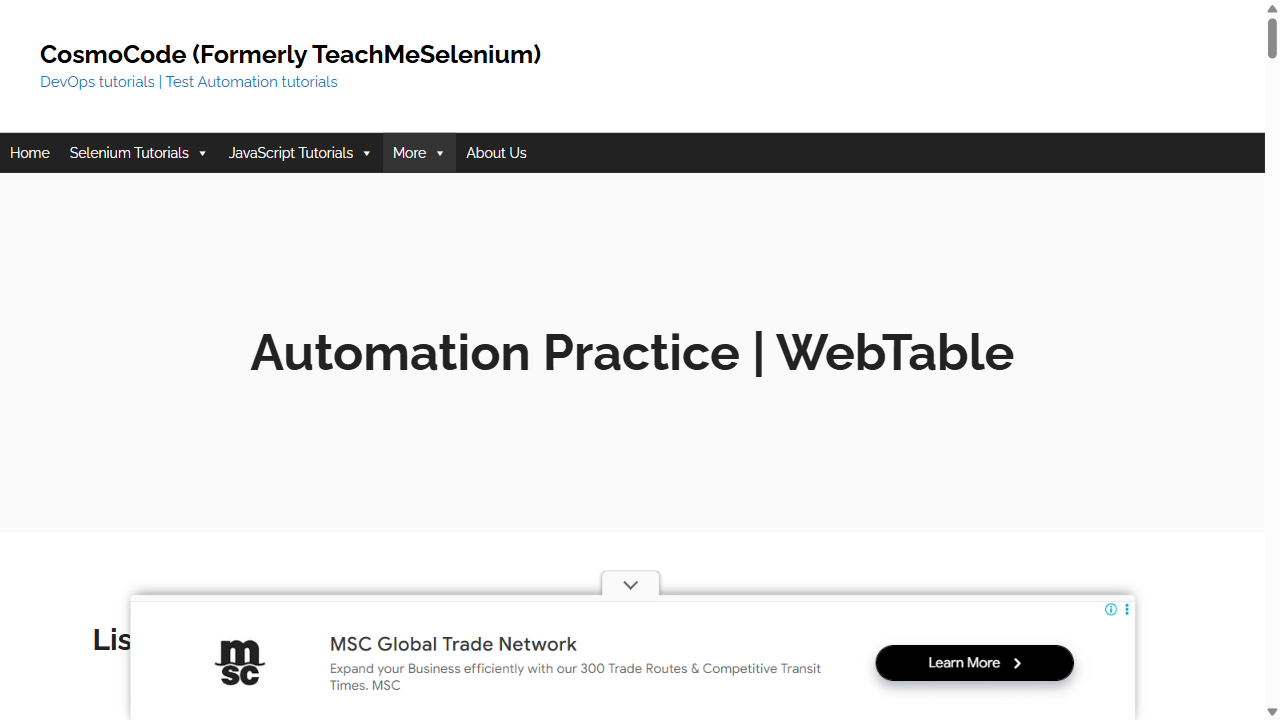 CosmoCode (Formerly TeachMeSelenium)
DevOps tutorials | Test Automation tutorials
Home Selenium Tutorials JavaScript Tutorials More About Us
Automation Practice | WebTable
MSC Global Trade Network
Expand your Business efficiently with our 300 Trade Routes & Competitive Transit
Times. MSC
msc
Learn More